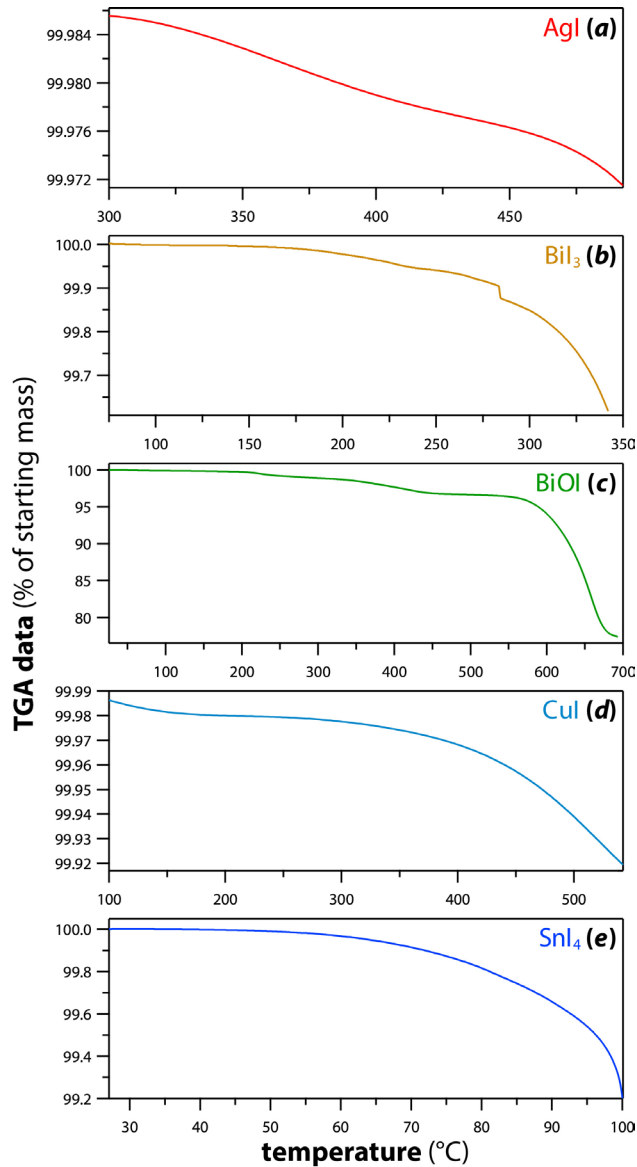 TGA data (% of starting mass)
AgI (a)
99.984
99.980
99.976
99.972
300 350 400 450
BiI₃ (b)
100.0
99.9
99.8
99.7
100 150 200 250 300 350
BiOI (c)
100
95
90
85
80
100 200 300 400 500 600 700
CuI (d)
99.99
99.98
99.97
99.96
99.94
99.93
99.92
100 200 300 400 500
SnI₄ (e)
100.0
99.8
99.6
99.4
99.2
30 40 50 60 70 80 90 100
temperature (°C)